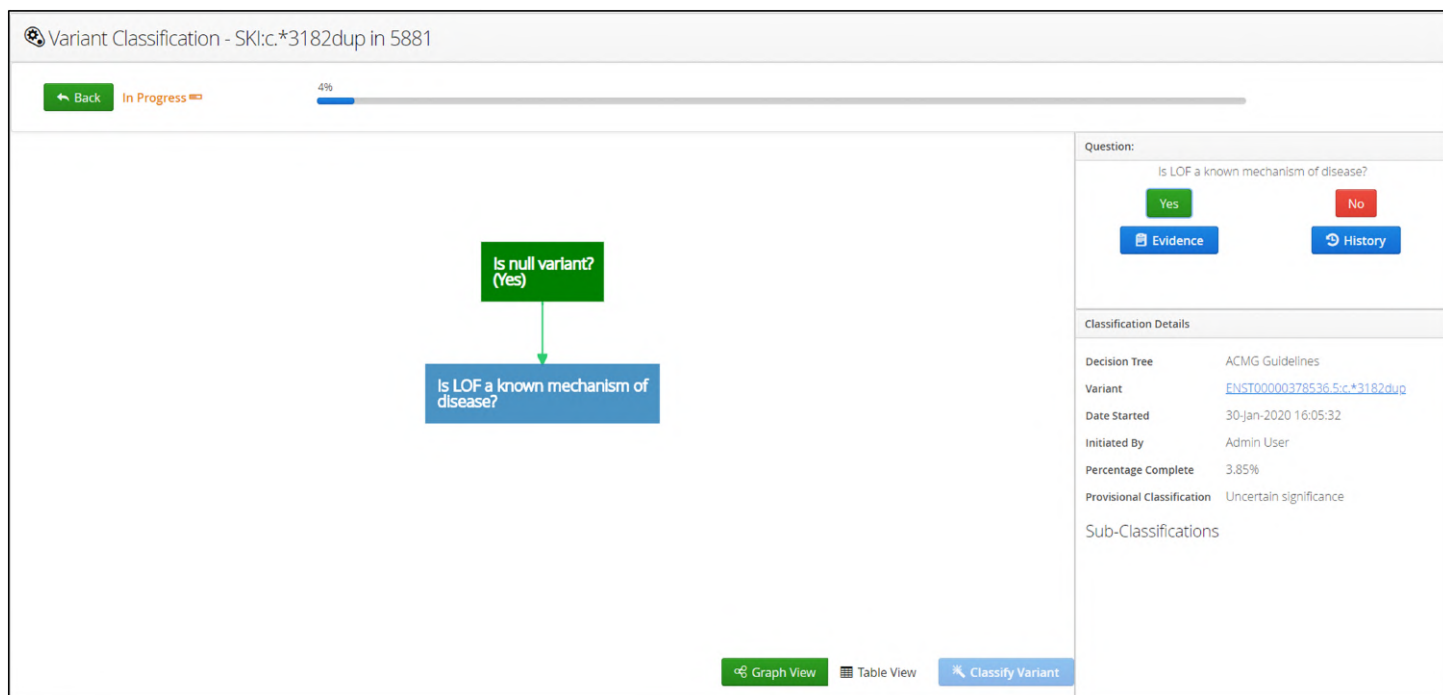 Variant Classification - SKI:c.*3182dup in 5881
Back
In Progress
4%
Is null variant?
(Yes)
Is LOF a known mechanism of
disease?
Graph View
Table View
Classify Variant
Question:
Is LOF a known mechanism of disease?
Yes
No
Evidence
History
Classification Details
Decision Tree ACMG Guidelines
Variant ENST00000378536.5:c.*3182dup
Date Started 30-Jan-2020 16:05:32
Initiated By Admin User
Percentage Complete 3.85%
Provisional Classification Uncertain significance
Sub-Classifications